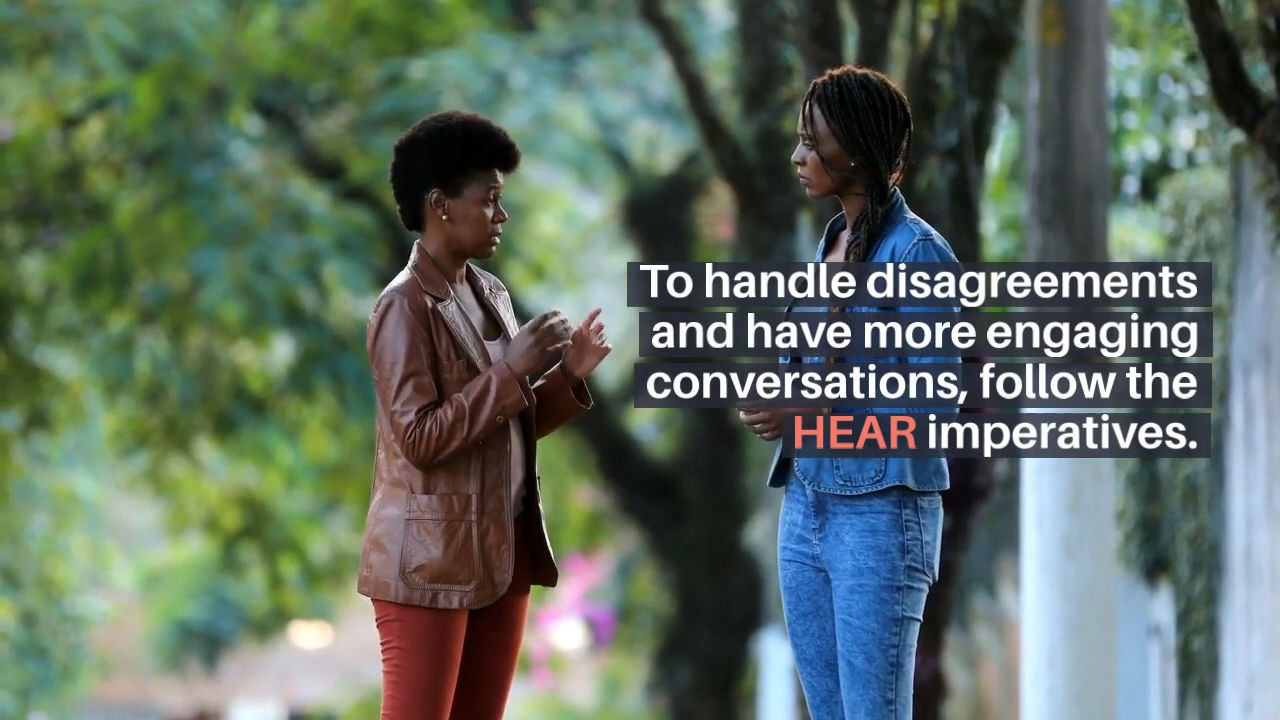 To handle disagreements
and have more engaging
conversations, follow the
HEAR imperatives.